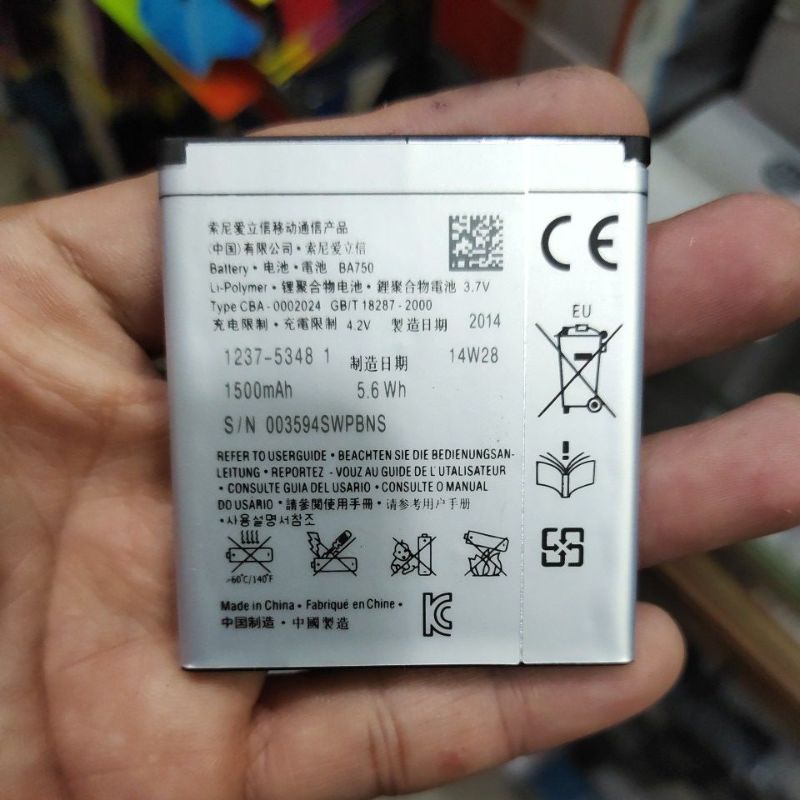 索尼爱立信移动通信产品
(中国)有限公司·索尼爱立信
Battery·电池·電池 BA750
Li-Polymer·锂聚合物电池·鋰聚合物電池 3.7V
Type CBA-0002024 GB/T 18287-2000
充电限制·充電限制 4.2V 製造日期 2014
1237-5348 1 制造日期 14W28
1500mAh 5.6 Wh
S/N 003594SWPBNS
REFER TO USERGUIDE • BEACHTEN SIE DIE BEDIENUNGSAN-
LEITUNG • REPORTEZ - VOUZ AU GUIDE DE L'UTALISATEUR
• CONSULTE GUIA DEL USARIO • CONSULTE O MANUAL
DO USARIO • 請參閱使用手冊 • 请参考用户手册
•사용설명서참조
-60°C/140°F
Made in China • Fabriqué en Chine •
中国制造 • 中國製造
CE
EU
!
KC